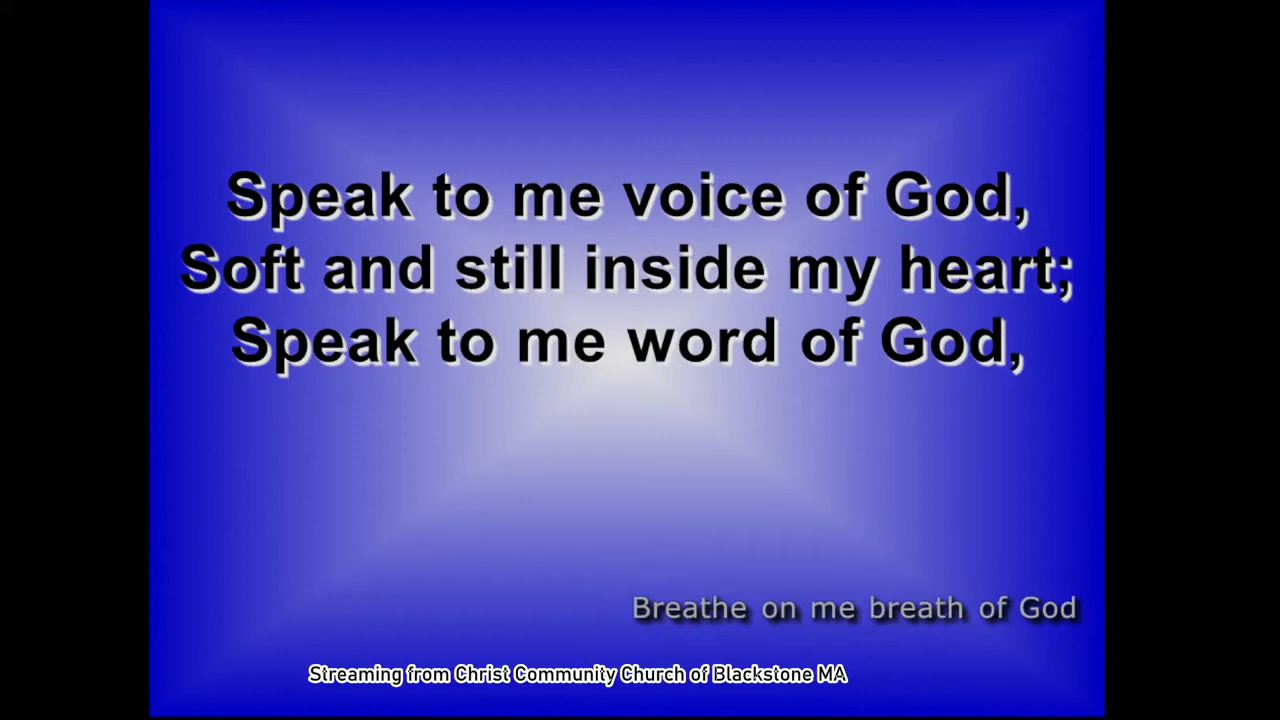 Speak to me voice of God,
Soft and still inside my heart;
Speak to me word of God,
Breathe on me breath of God
Streaming from Christ Community Church of Blackstone MA